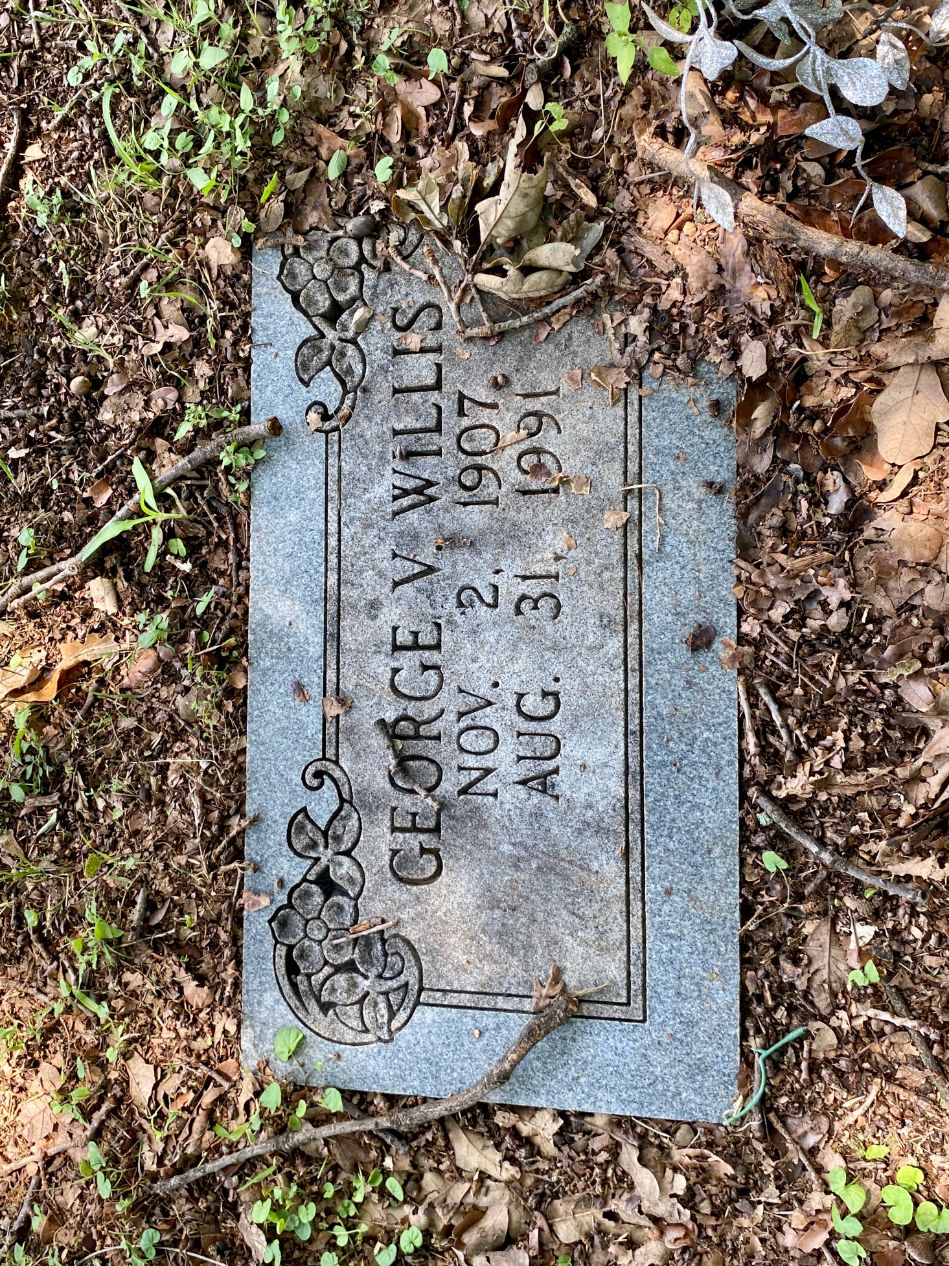 GEORGE V. WILLIS
NOV. 2, 1907
AUG. 31, 1991